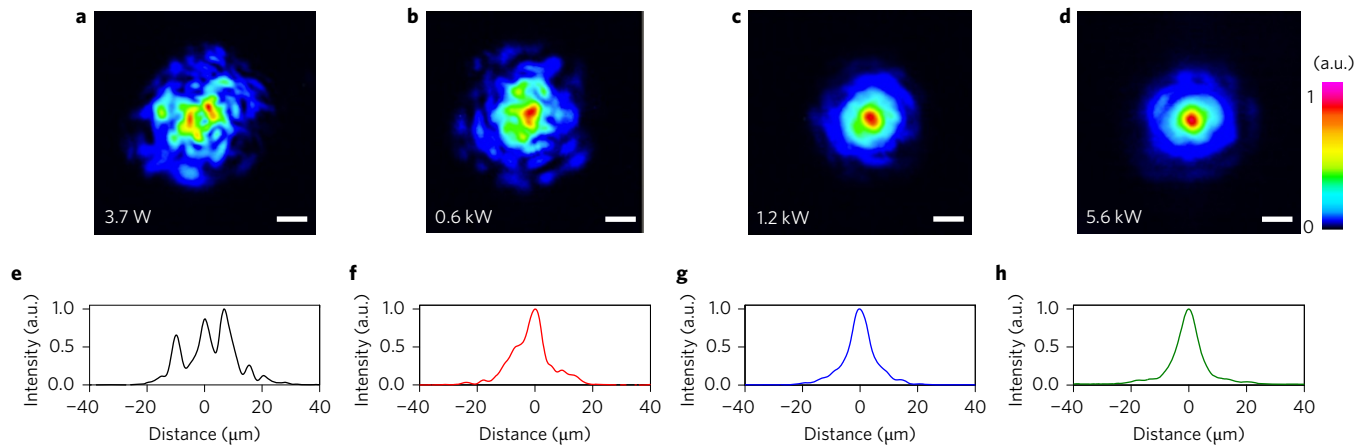 a
b
c
d
(a.u.)
1
0
3.7 W
0.6 kW
1.2 kW
5.6 kW
e
f
g
h
Intensity (a.u.)
1.0
0.5
0.0
−40 −20 0 20 40
Distance (μm)
Intensity (a.u.)
1.0
0.5
0.0
−40 −20 0 20 40
Distance (μm)
Intensity (a.u.)
1.0
0.5
0.0
−40 −20 0 20 40
Distance (μm)
Intensity (a.u.)
1.0
0.5
0.0
−40 −20 0 20 40
Distance (μm)